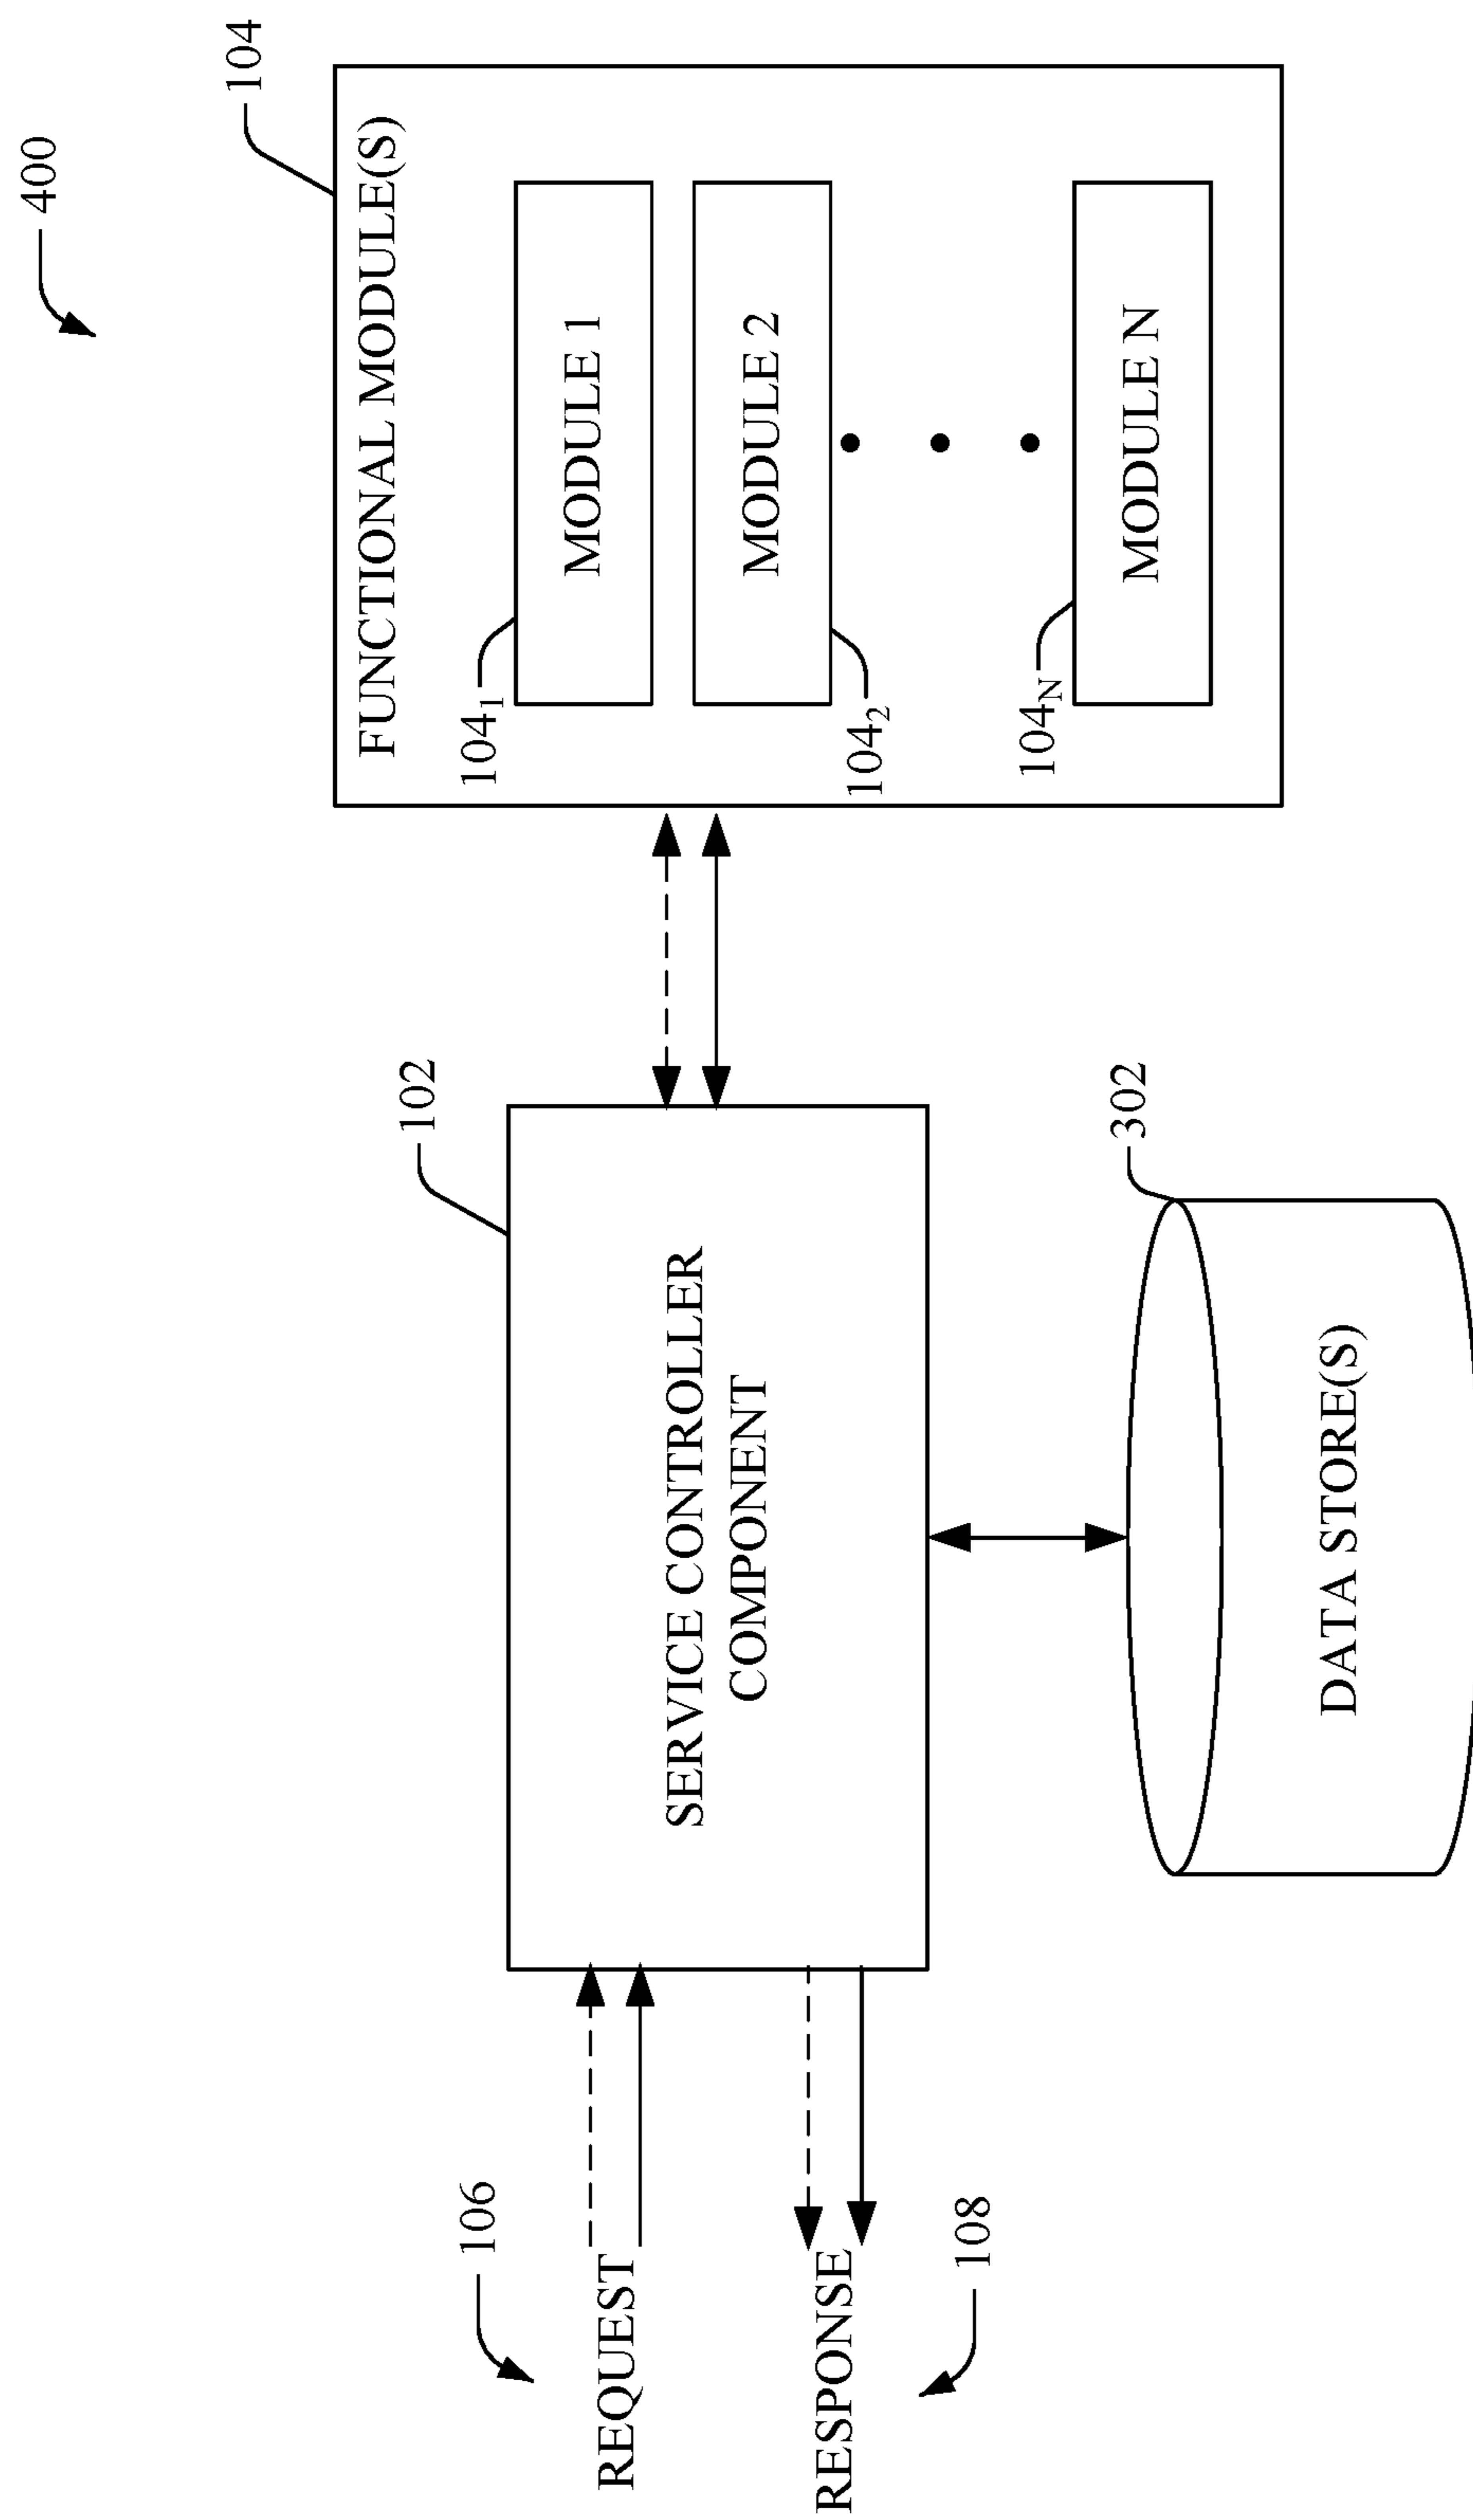 400
104
FUNCTIONAL MODULE(S)
104₁
MODULE 1
MODULE 2
104₂
104ₙ
MODULE N
102
SERVICE CONTROLLER
COMPONENT
302
DATA STORE(S)
106
REQUEST
RESPONSE
108